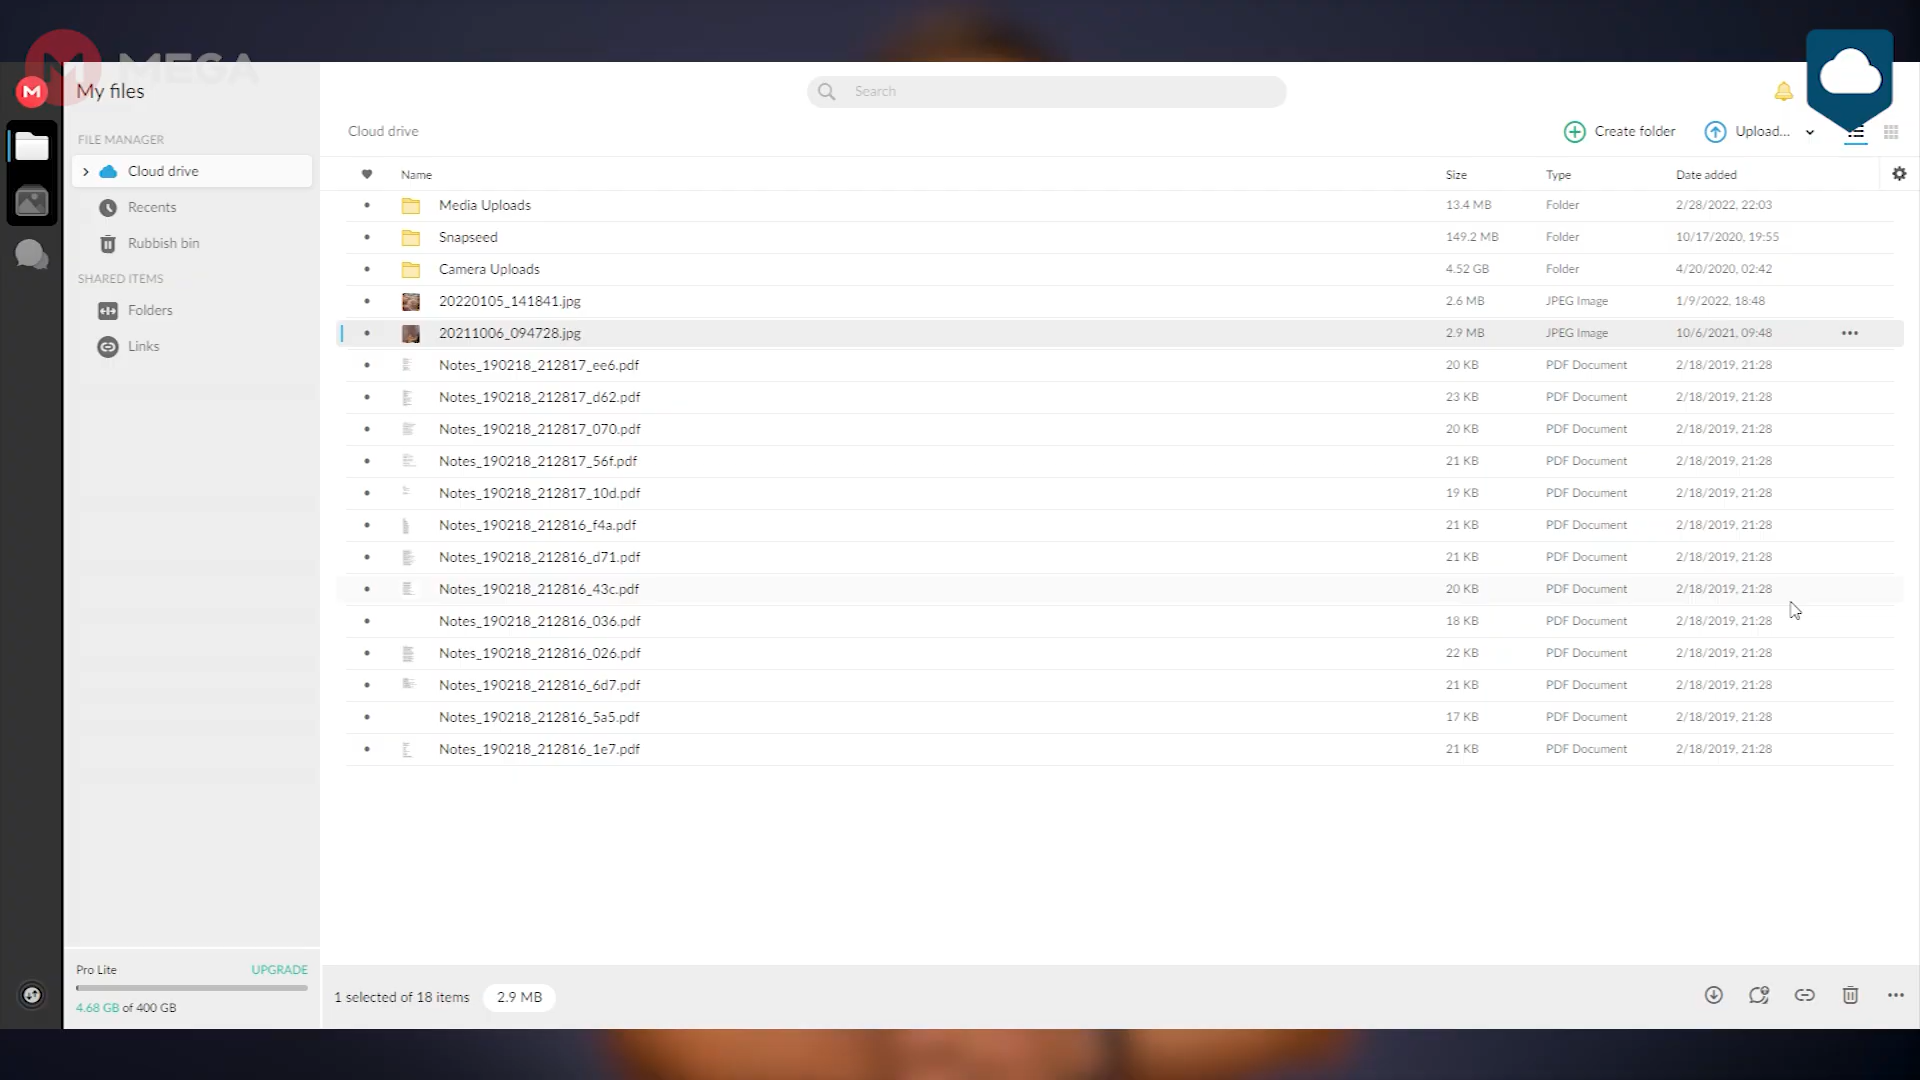 MEGA
My files
Search
FILE MANAGER
Cloud drive
Recents
Rubbish bin
SHARED ITEMS
Folders
Links
Cloud drive
Create folder
Upload...
Name Size Type Date added
Media Uploads 13.4 MB Folder 2/28/2022, 22:03
Snapseed 149.2 MB Folder 10/17/2020, 19:55
Camera Uploads 4.52 GB Folder 4/20/2020, 02:42
20220105_141841.jpg 2.6 MB JPEG Image 1/9/2022, 18:48
20211006_094728.jpg 2.9 MB JPEG Image 10/6/2021, 09:48
Notes_190218_212817_ee6.pdf 20 KB PDF Document 2/18/2019, 21:28
Notes_190218_212817_d62.pdf 23 KB PDF Document 2/18/2019, 21:28
Notes_190218_212817_070.pdf 20 KB PDF Document 2/18/2019, 21:28
Notes_190218_212817_56f.pdf 21 KB PDF Document 2/18/2019, 21:28
Notes_190218_212817_10d.pdf 19 KB PDF Document 2/18/2019, 21:28
Notes_190218_212816_f4a.pdf 21 KB PDF Document 2/18/2019, 21:28
Notes_190218_212816_d71.pdf 21 KB PDF Document 2/18/2019, 21:28
Notes_190218_212816_43c.pdf 20 KB PDF Document 2/18/2019, 21:28
Notes_190218_212816_036.pdf 18 KB PDF Document 2/18/2019, 21:28
Notes_190218_212816_026.pdf 22 KB PDF Document 2/18/2019, 21:28
Notes_190218_212816_6d7.pdf 21 KB PDF Document 2/18/2019, 21:28
Notes_190218_212816_5a5.pdf 17 KB PDF Document 2/18/2019, 21:28
Notes_190218_212816_1e7.pdf 21 KB PDF Document 2/18/2019, 21:28
Pro Lite UPGRADE
4.68 GB of 400 GB
1 selected of 18 items 2.9 MB